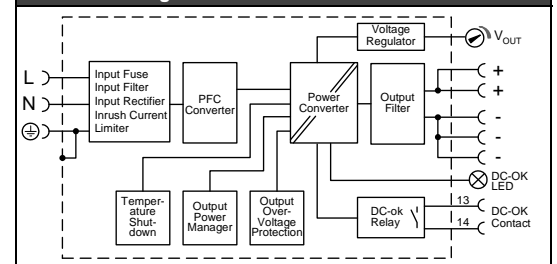 Voltage
Regulator
VOUT
L
N
Input Fuse
Input Filter
Input Rectifier
Inrush Current
Limiter
PFC
Converter
Power
Converter
Output
Filter
+
+
-
-
-
DC-OK
LED
Temper-
ature
Shut-
down
Output
Power
Manager
Output
Over-
Voltage
Protection
DC-ok
Relay
13
14
DC-OK
Contact